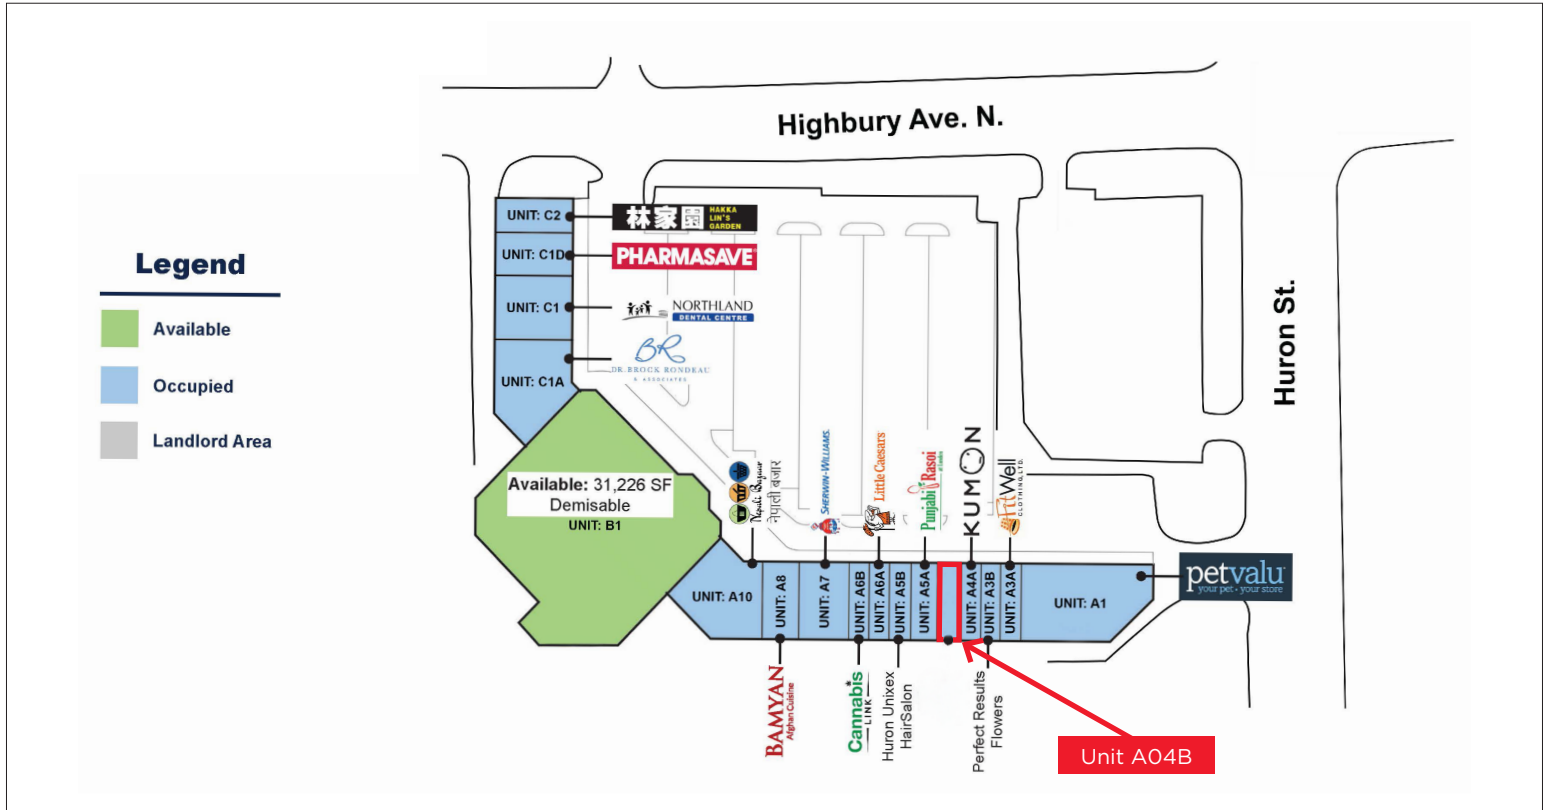 Highbury Ave. N.
Huron St.
Legend
Available
Occupied
Landlord Area
UNIT: C2
林家園
HAKKA
LIN'S
GARDEN
UNIT: C1D
PHARMASAVE
UNIT: C1
NORTHLAND
DENTAL CENTRE
UNIT: C1A
BR
DR. BROCK RONDEAU
& ASSOCIATES
Available: 31,226 SF
Demisable
UNIT: B1
Nepali Bazaar
नेपाली बजार
SHERWIN-WILLIAMS.
Little Caesars
Punjabi Rasoi
KUMON
FitWell
CLOTHING, LTD.
petvalu
your pet • your store
UNIT: A10
UNIT: A8
UNIT: A7
UNIT: A6B
UNIT: A6A
UNIT: A5B
UNIT: A5A
UNIT: A4A
UNIT: A3B
UNIT: A3A
UNIT: A1
BAMYAN
Afghan Cuisine
Cannabis
LINK
Huron Unixex
HairSalon
Perfect Results
Flowers
Unit A04B